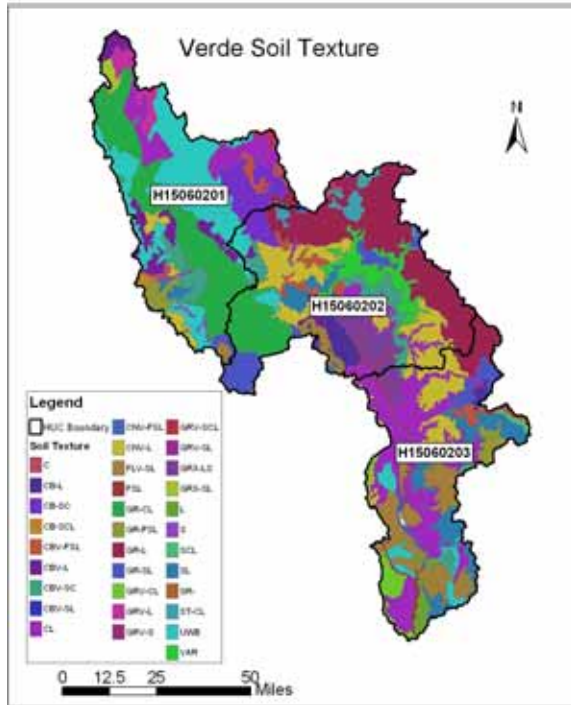 Verde Soil Texture
N
H15060201
H15060202
H15060203
Legend
HUC Boundary
Soil Texture
C
CB-L
CB-SC
CB-SCL
CBV-FSL
CBV-L
CBV-SC
CBV-SL
CL
CNV-FSL
CNV-L
FLV-SL
FSL
GR-CL
GR-FSL
GR-L
GR-SL
GRV-CL
GRV-L
GRV-S
GRV-SCL
GRV-SL
GRX-LS
GRX-SL
L
S
SCL
SL
SR-
ST-CL
UWB
VAR
0 12.5 25 50
Miles